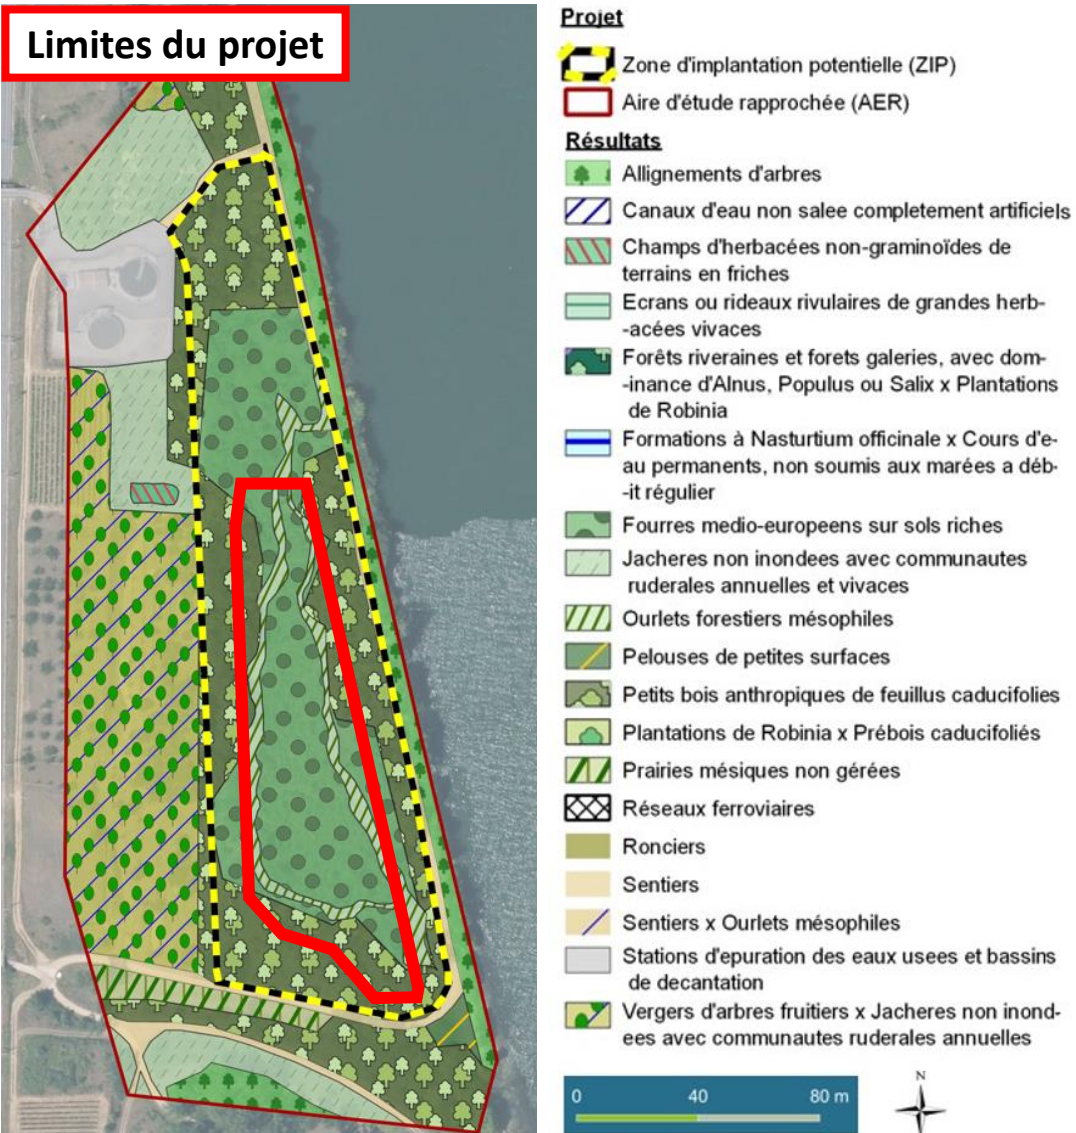 Limites du projet
Projet
Zone d'implantation potentielle (ZIP)
Aire d'étude rapprochée (AER)
Résultats
Allignements d'arbres
Canaux d'eau non salee completement artificiels
Champs d'herbacées non-graminoïdes de
terrains en friches
Ecrans ou rideaux rivulaires de grandes herb-
-acées vivaces
Forêts riveraines et forets galeries, avec dom-
-inance d'Alnus, Populus ou Salix x Plantations
de Robinia
Formations à Nasturtium officinale x Cours d'e-
au permanents, non soumis aux marées a déb-
-it régulier
Fourres medio-europeens sur sols riches
Jacheres non inondees avec communautes
ruderales annuelles et vivaces
Ourlets forestiers mésophiles
Pelouses de petites surfaces
Petits bois anthropiques de feuillus caducifolies
Plantations de Robinia x Prébois caducifoliés
Prairies mésiques non gérées
Réseaux ferroviaires
Ronciers
Sentiers
Sentiers x Ourlets mésophiles
Stations d'epuration des eaux usees et bassins
de decantation
Vergers d'arbres fruitiers x Jacheres non inond-
ees avec communautes ruderales annuelles
0 40 80 m
N